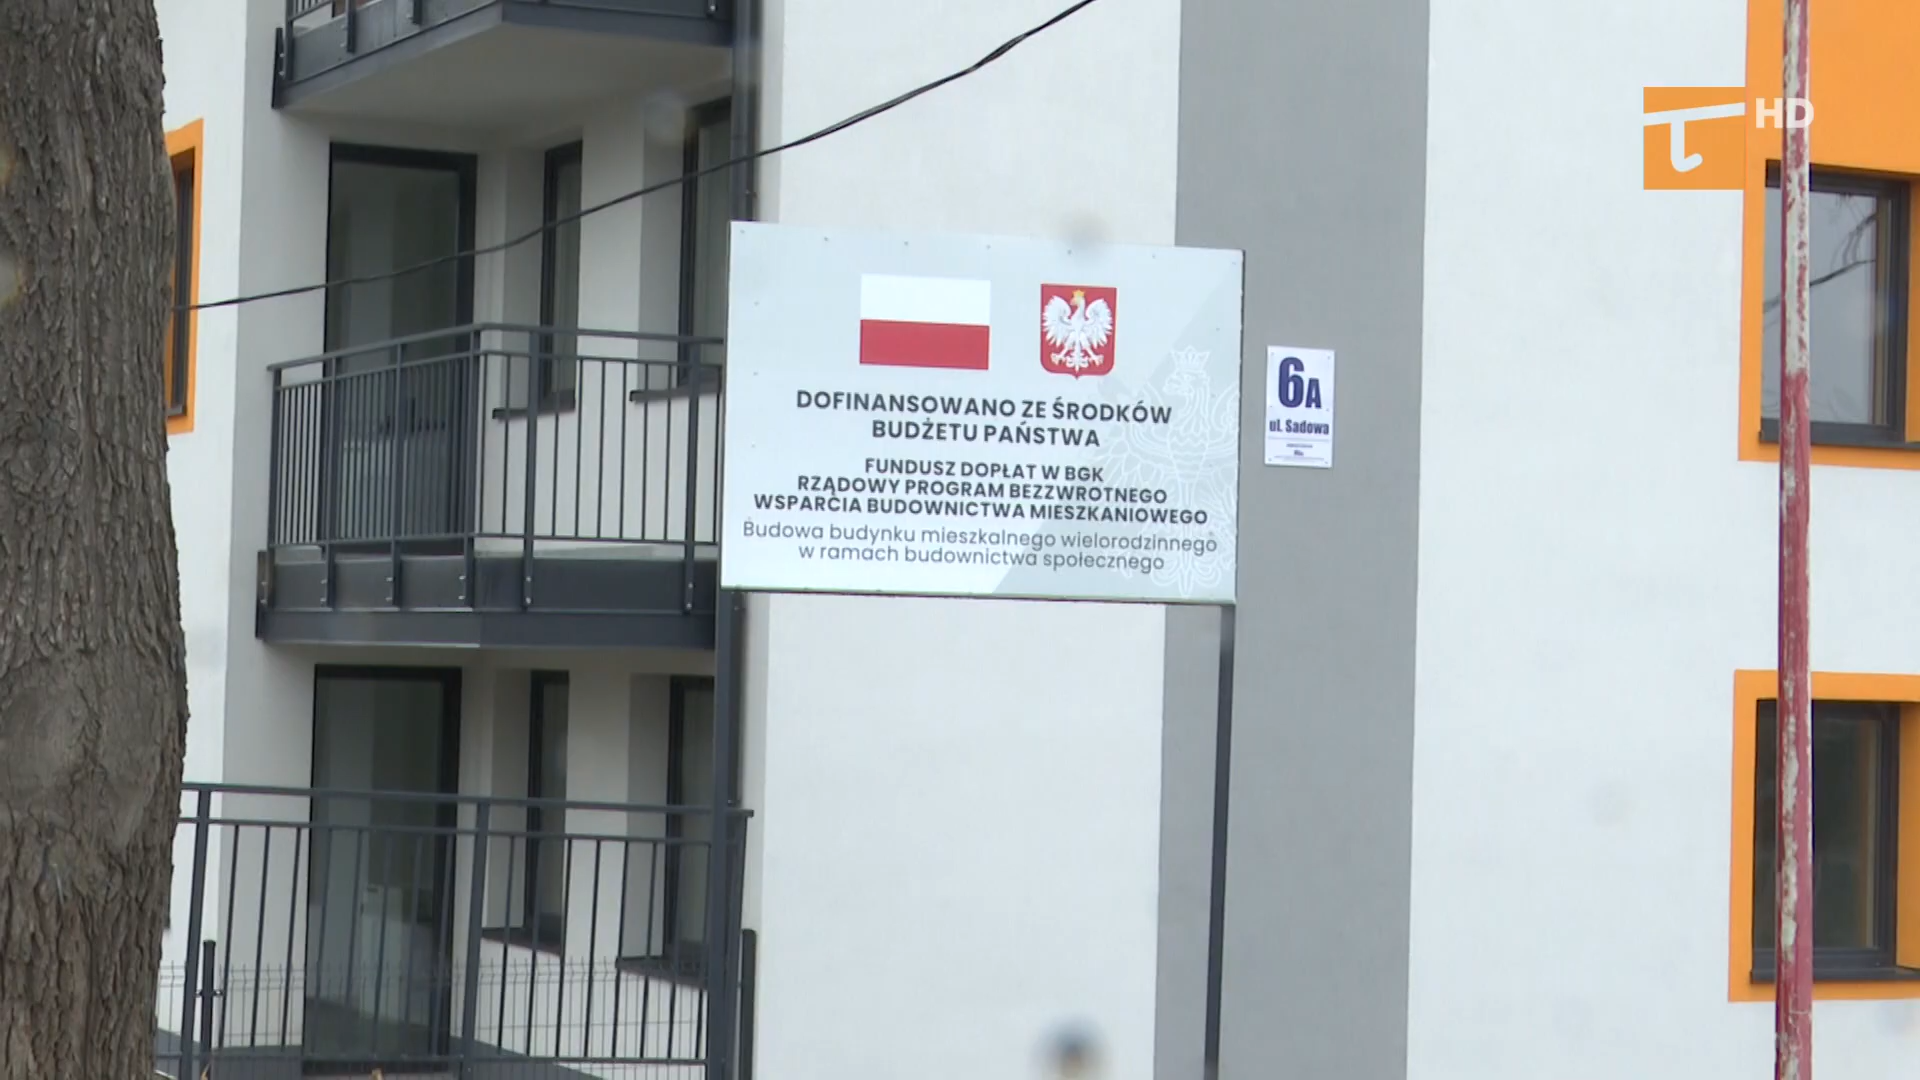 HD
DOFINANSOWANO ZE ŚRODKÓW
BUDŻETU PAŃSTWA
FUNDUSZ DOPŁAT W BGK
RZĄDOWY PROGRAM BEZZWROTNEGO
WSPARCIA BUDOWNICTWA MIESZKANIOWEGO
Budowa budynku mieszkalnego wielorodzinnego
w ramach budownictwa społecznego
6A
ul. Sadowa